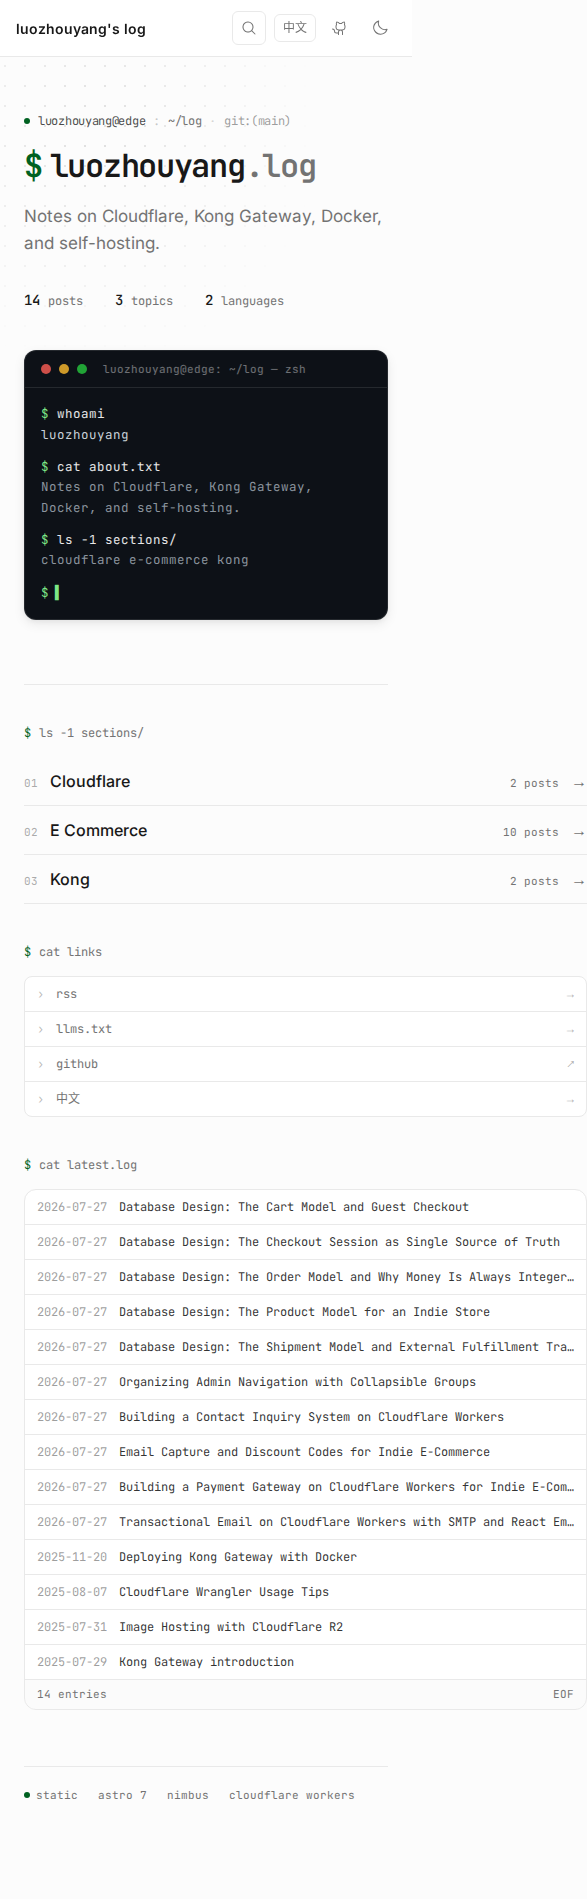 luozhouyang's log
中文
luozhouyang@edge : ~/log · git:(main)
$ luozhouyang.log
Notes on Cloudflare, Kong Gateway, Docker,
and self-hosting.
14 posts 3 topics 2 languages
luozhouyang@edge: ~/log — zsh
$ whoami
luozhouyang
$ cat about.txt
Notes on Cloudflare, Kong Gateway,
Docker, and self-hosting.
$ ls -1 sections/
cloudflare e-commerce kong
$
$ ls -1 sections/
01 Cloudflare 2 posts →
02 E Commerce 10 posts →
03 Kong 2 posts →
$ cat links
› rss →
› llms.txt →
› github ↗
› 中文 →
$ cat latest.log
2026-07-27 Database Design: The Cart Model and Guest Checkout
2026-07-27 Database Design: The Checkout Session as Single Source of Truth
2026-07-27 Database Design: The Order Model and Why Money Is Always Integer…
2026-07-27 Database Design: The Product Model for an Indie Store
2026-07-27 Database Design: The Shipment Model and External Fulfillment Tra…
2026-07-27 Organizing Admin Navigation with Collapsible Groups
2026-07-27 Building a Contact Inquiry System on Cloudflare Workers
2026-07-27 Email Capture and Discount Codes for Indie E-Commerce
2026-07-27 Building a Payment Gateway on Cloudflare Workers for Indie E-Com…
2026-07-27 Transactional Email on Cloudflare Workers with SMTP and React Em…
2025-11-20 Deploying Kong Gateway with Docker
2025-08-07 Cloudflare Wrangler Usage Tips
2025-07-31 Image Hosting with Cloudflare R2
2025-07-29 Kong Gateway introduction
14 entries EOF
static astro 7 nimbus cloudflare workers